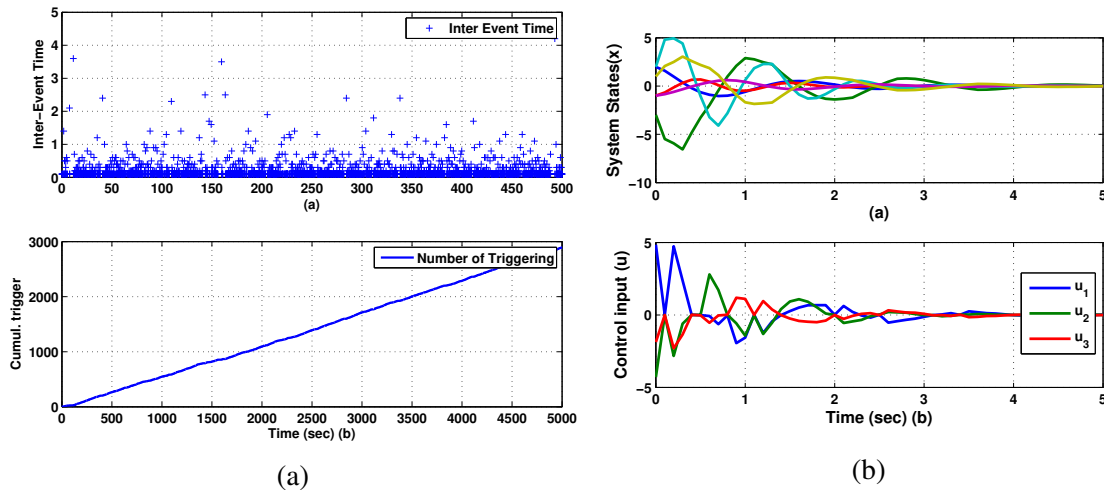 5
4
3
2
1
0
Inter-Event Time
Inter Event Time
0 50 100 150 200 250 300 350 400 450 500
(a)
3000
2000
1000
0
Cumul. trigger
Number of Triggering
0 500 1000 1500 2000 2500 3000 3500 4000 4500 5000
Time (sec) (b)
(a)
5
0
−5
−10
System States(x)
0 1 2 3 4 5
(a)
5
0
−5
Control input (u)
u1
u2
u3
0 1 2 3 4 5
Time (sec) (b)
(b)